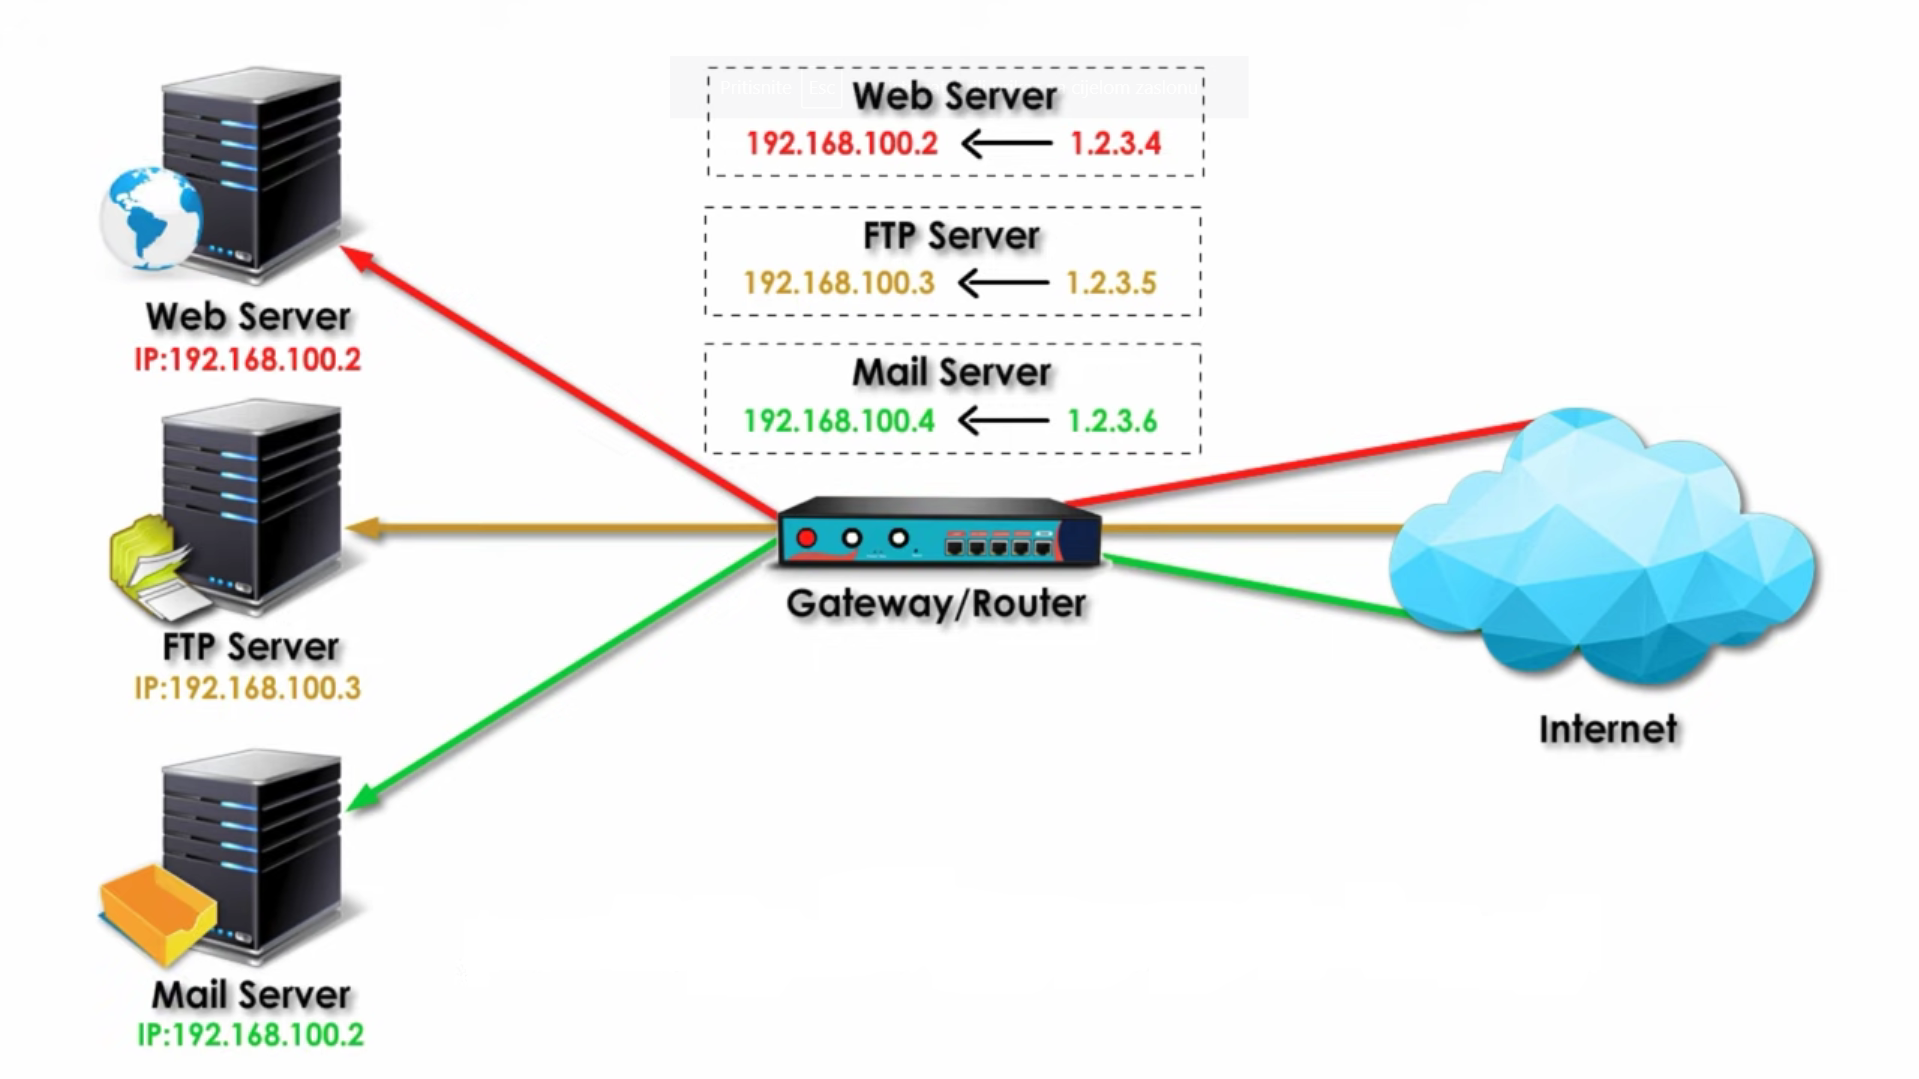 Pritisnite Esc cijelom zaslonu
Web Server
192.168.100.2 1.2.3.4
FTP Server
192.168.100.3 1.2.3.5
Mail Server
192.168.100.4 1.2.3.6
Web Server
IP:192.168.100.2
FTP Server
IP:192.168.100.3
Mail Server
IP:192.168.100.2
Gateway/Router
Internet